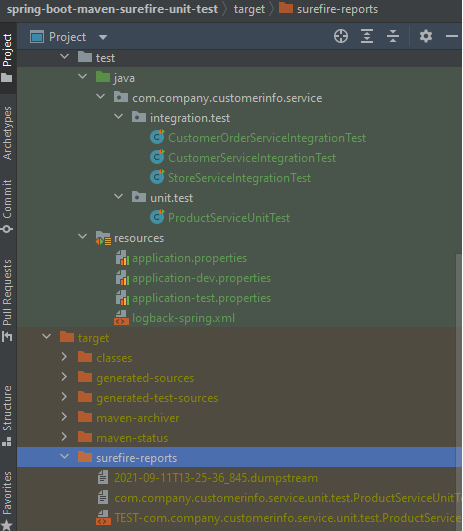 spring-boot-maven-surefire-unit-test target surefire-reports
Project
Project
test
java
com.company.customerinfo.service
integration.test
CustomerOrderServiceIntegrationTest
CustomerServiceIntegrationTest
StoreServiceIntegrationTest
unit.test
ProductServiceUnitTest
resources
application.properties
application-dev.properties
application-test.properties
logback-spring.xml
target
classes
generated-sources
generated-test-sources
maven-archiver
maven-status
surefire-reports
2021-09-11T13-25-36_845.dumpstream
com.company.customerinfo.service.unit.test.ProductServiceUnitT
TEST-com.company.customerinfo.service.unit.test.ProductServ
Archetypes
Commit
Pull Requests
Structure
Favorites